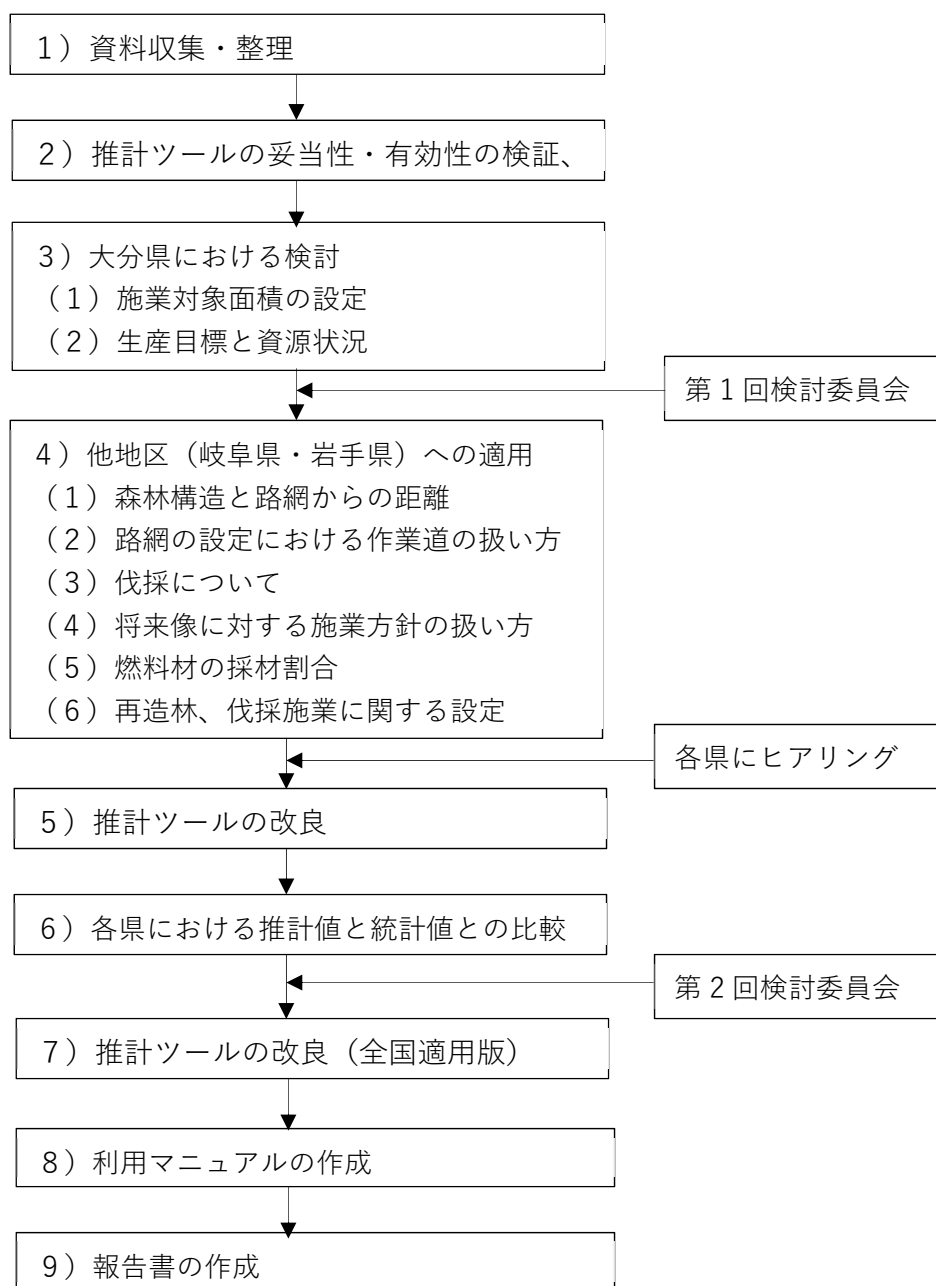 1）資料収集・整理
2）推計ツールの妥当性・有効性の検証、
3）大分県における検討
（1）施業対象面積の設定
（2）生産目標と資源状況
第1回検討委員会
4）他地区（岐阜県・岩手県）への適用
（1）森林構造と路網からの距離
（2）路網の設定における作業道の扱い方
（3）伐採について
（4）将来像に対する施業方針の扱い方
（5）燃料材の採材割合
（6）再造林、伐採施業に関する設定
各県にヒアリング
5）推計ツールの改良
6）各県における推計値と統計値との比較
第2回検討委員会
7）推計ツールの改良（全国適用版）
8）利用マニュアルの作成
9）報告書の作成